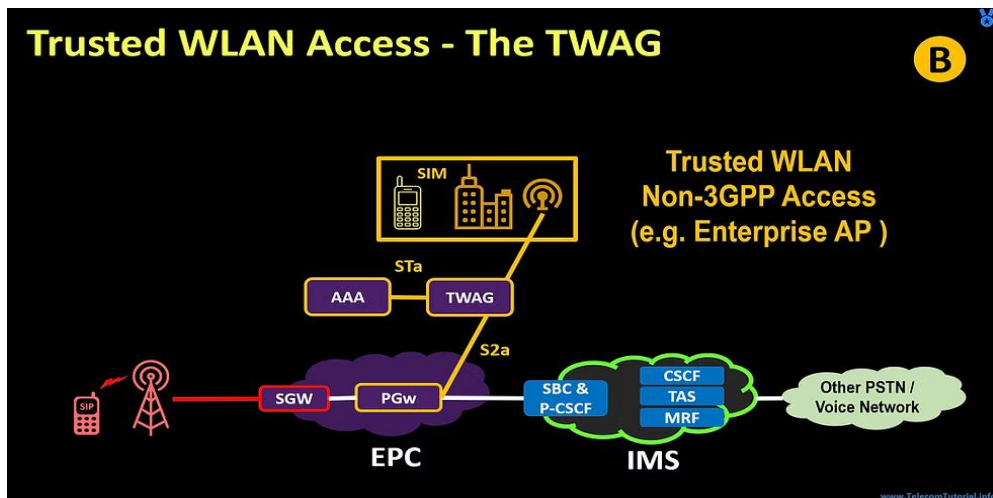 Trusted WLAN Access - The TWAG
B
SIM
Trusted WLAN
Non-3GPP Access
(e.g. Enterprise AP )
STa
AAA
TWAG
S2a
SIP
SGW
PGw
SBC &
P-CSCF
CSCF
TAS
MRF
Other PSTN /
Voice Network
EPC
IMS
www.TelecomTutorial.info